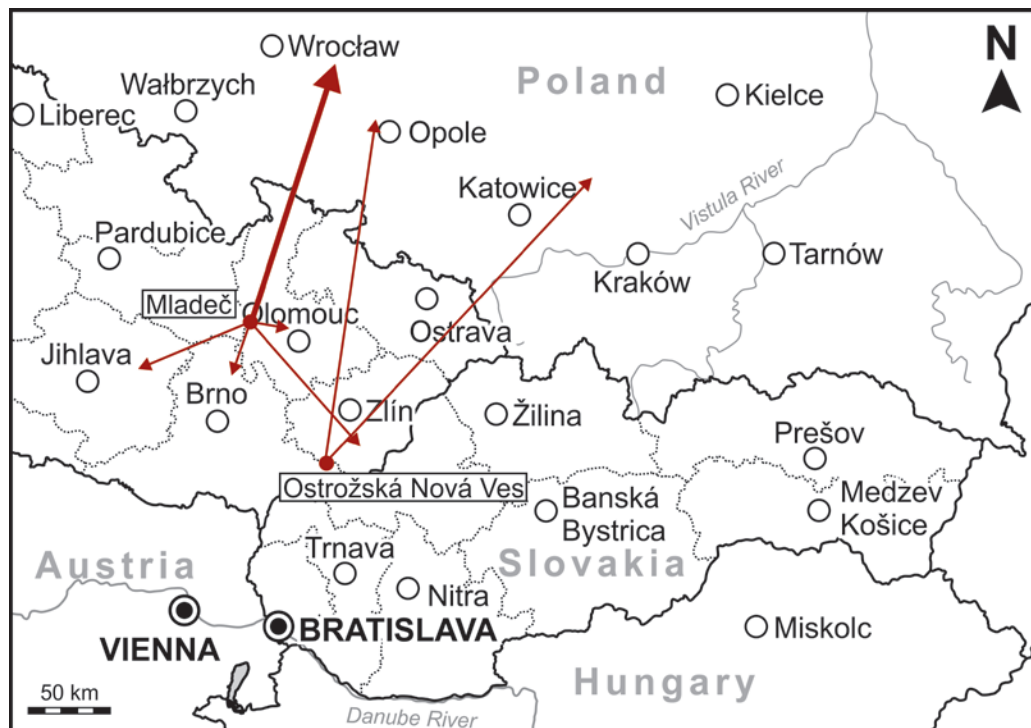 Wrocław
N
Poland
Wałbrzych
Kielce
Liberec
Opole
Katowice
Vistula River
Pardubice
Kraków
Tarnów
Mladeč
Olomouc
Ostrava
Jihlava
Brno
Zlín
Žilina
Prešov
Ostrožská Nová Ves
Banská
Bystrica
Medzev
Košice
Trnava
Austria
Slovakia
Nitra
VIENNA
BRATISLAVA
Miskolc
Hungary
50 km
Danube River